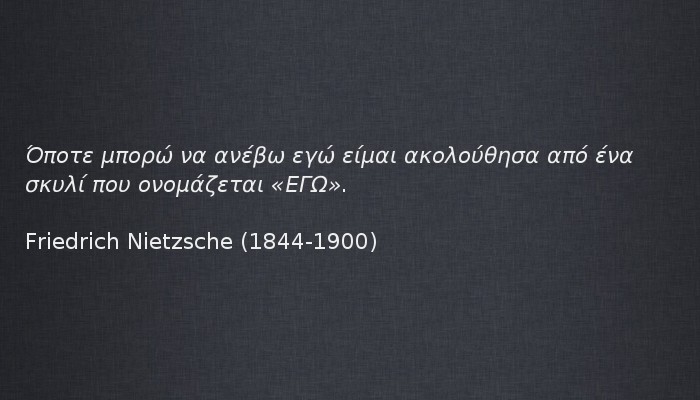 Όποτε μπορώ να ανέβω εγώ είμαι ακολούθησα από ένα
σκυλί που ονομάζεται «ΕΓΩ».
Friedrich Nietzsche (1844-1900)